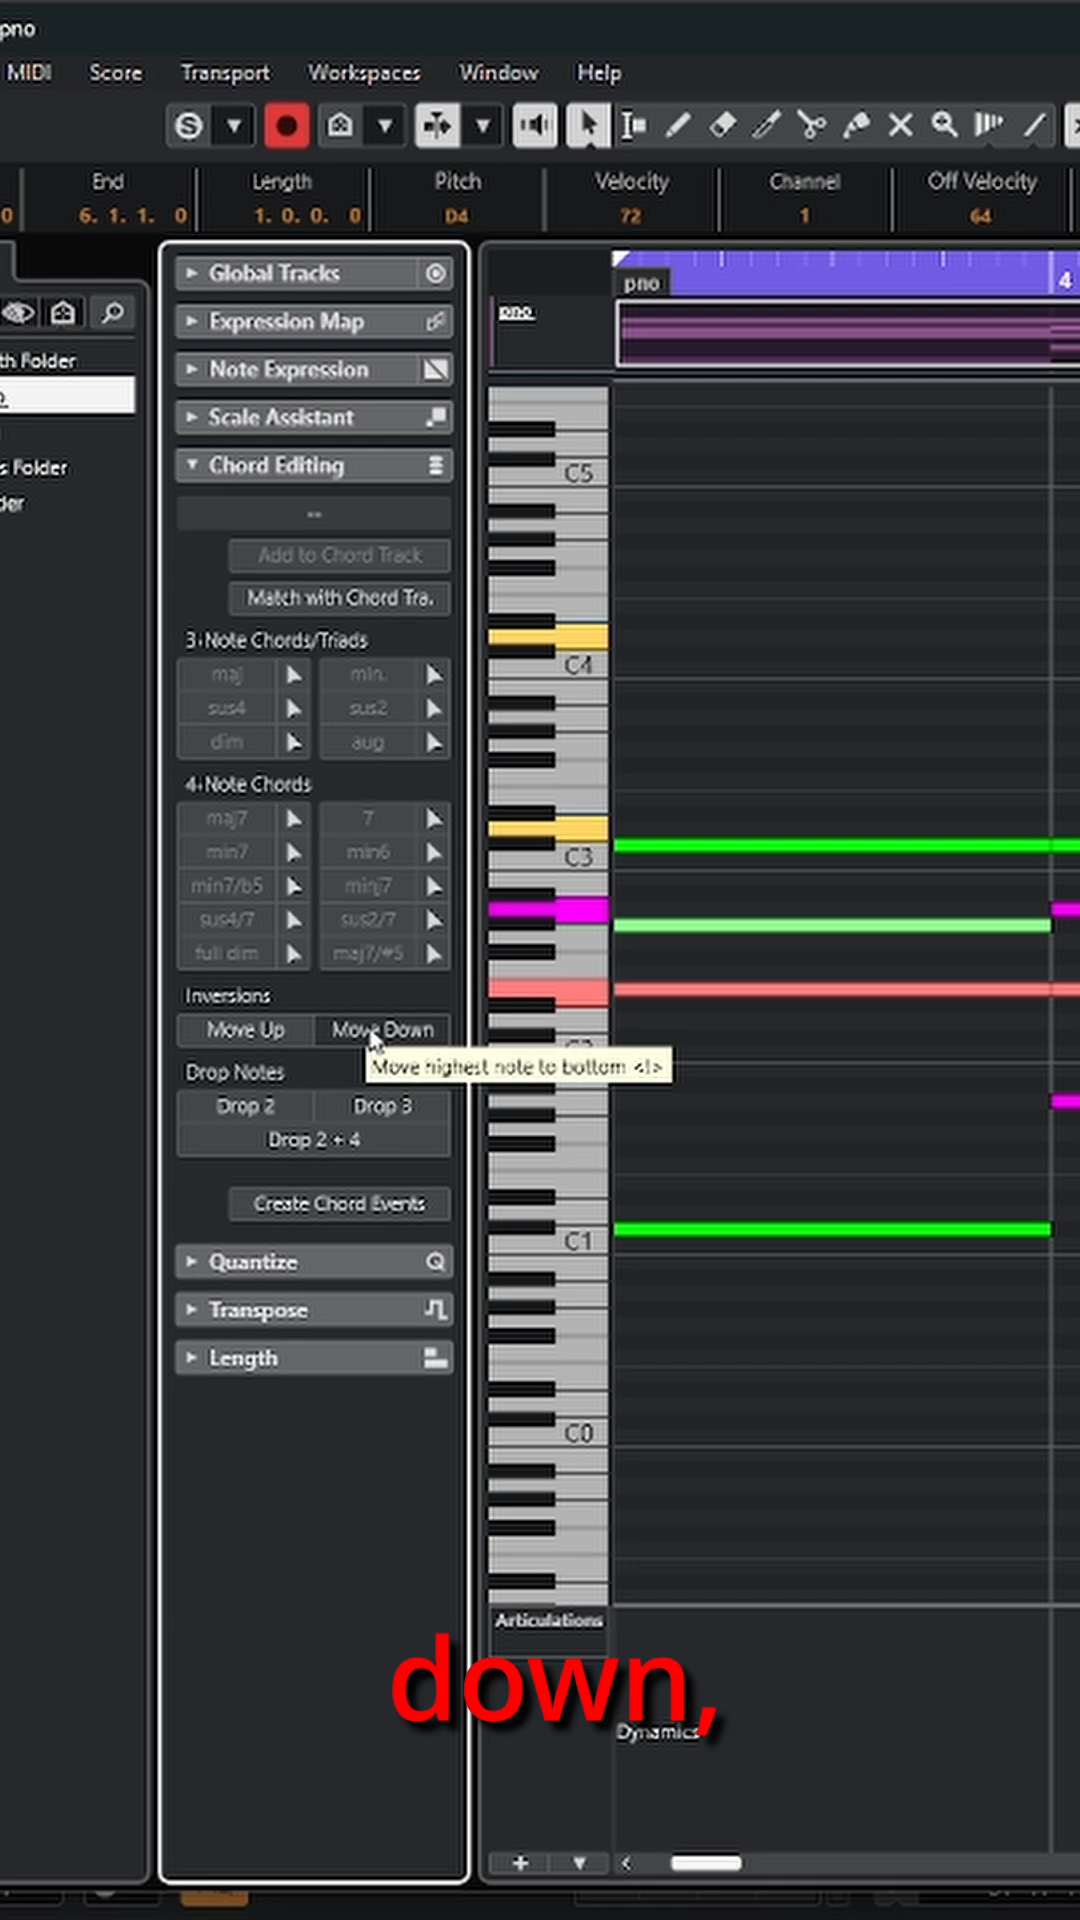 pno
MIDI Score Transport Workspaces Window Help
End Length Pitch Velocity Channel Off Velocity
0 6. 1. 1. 0 1. 0. 0. 0 D4 72 1 64
Global Tracks
Expression Map
Note Expression
Scale Assistant
Chord Editing
--
Add to Chord Track
Match with Chord Tra.
3-Note Chords/Triads
maj min.
sus4 sus2
dim aug
4-Note Chords
maj7 7
min7 min6
min7/b5 minj7
sus4/7 sus2/7
full dim maj7/#5
Inversions
Move Up Move Down
Move highest note to bottom <!>
Drop Notes
Drop 2 Drop 3
Drop 2 + 4
Create Chord Events
Quantize
Transpose
Length
th Folder
s Folder
der
4
pno
pno
C5
C4
C3
C1
C0
Articulations
down,
Dynamics